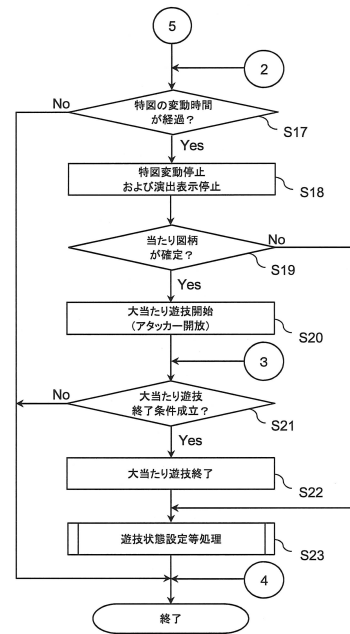 5
2
No
特図の変動時間
が経過？
S17
Yes
特図変動停止
および演出表示停止
S18
当たり図柄
が確定？
No
S19
Yes
大当たり遊技開始
（アタッカー開放）
S20
3
No
大当たり遊技
終了条件成立？
S21
Yes
大当たり遊技終了
S22
遊技状態設定等処理
S23
4
終了